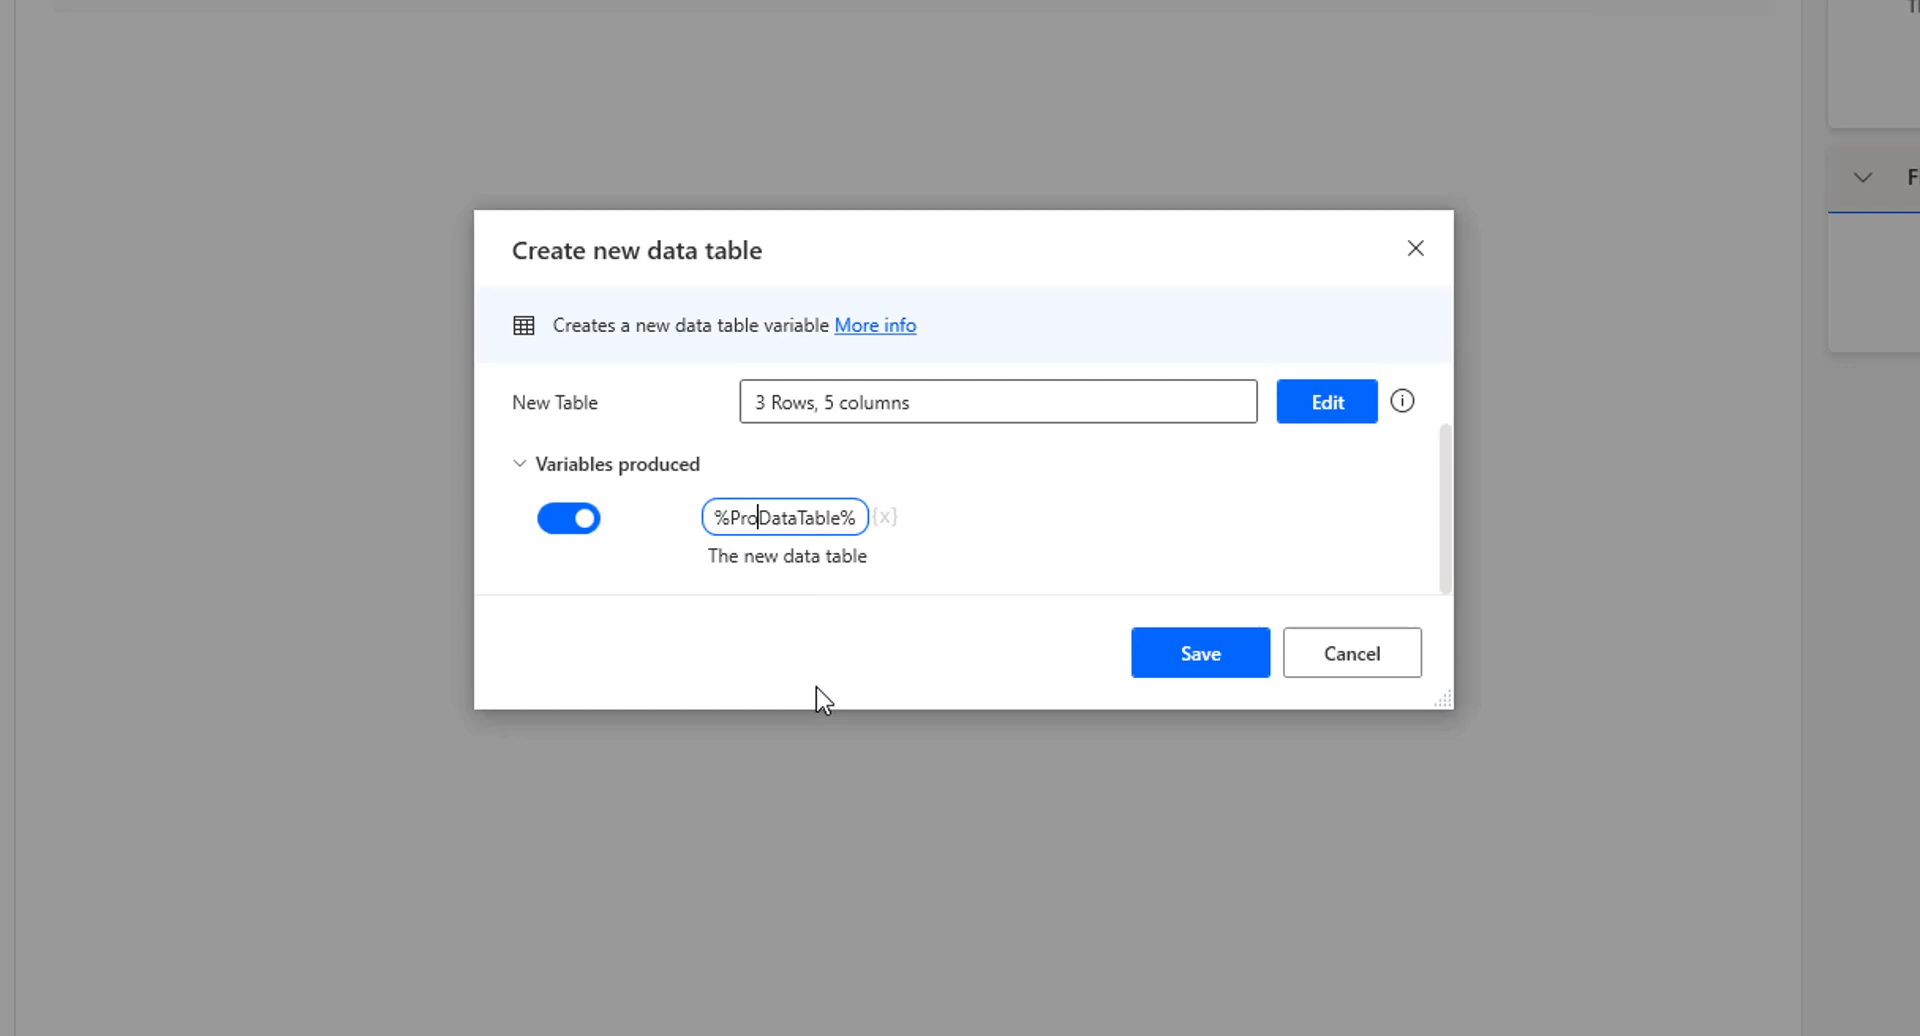 Create new data table
Creates a new data table variable More info
New Table
3 Rows, 5 columns
Edit
Variables produced
%ProDataTable% {x}
The new data table
Save
Cancel